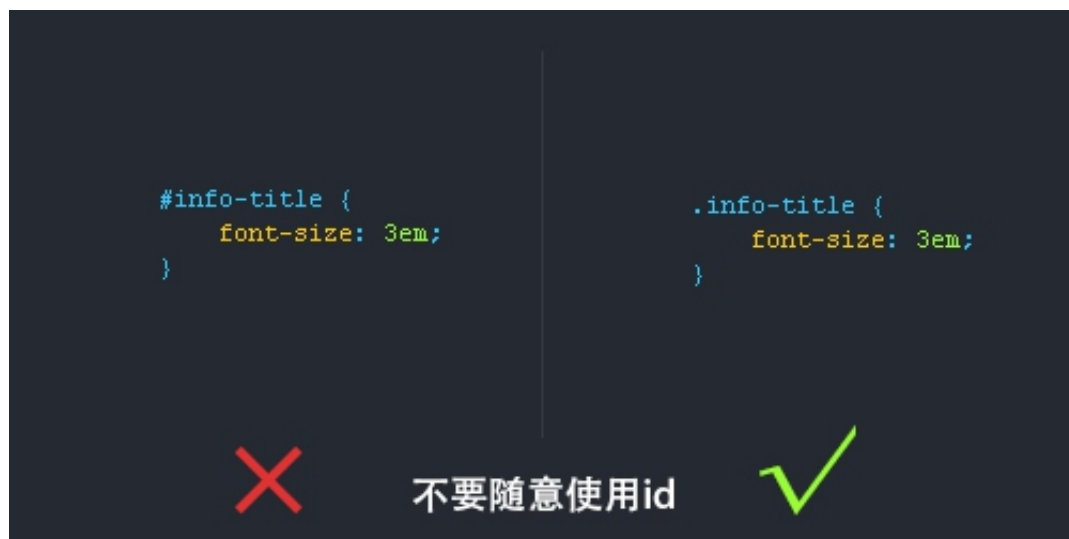 #info-title {
font-size: 3em;
}
.info-title {
font-size: 3em;
}
不要随意使用id